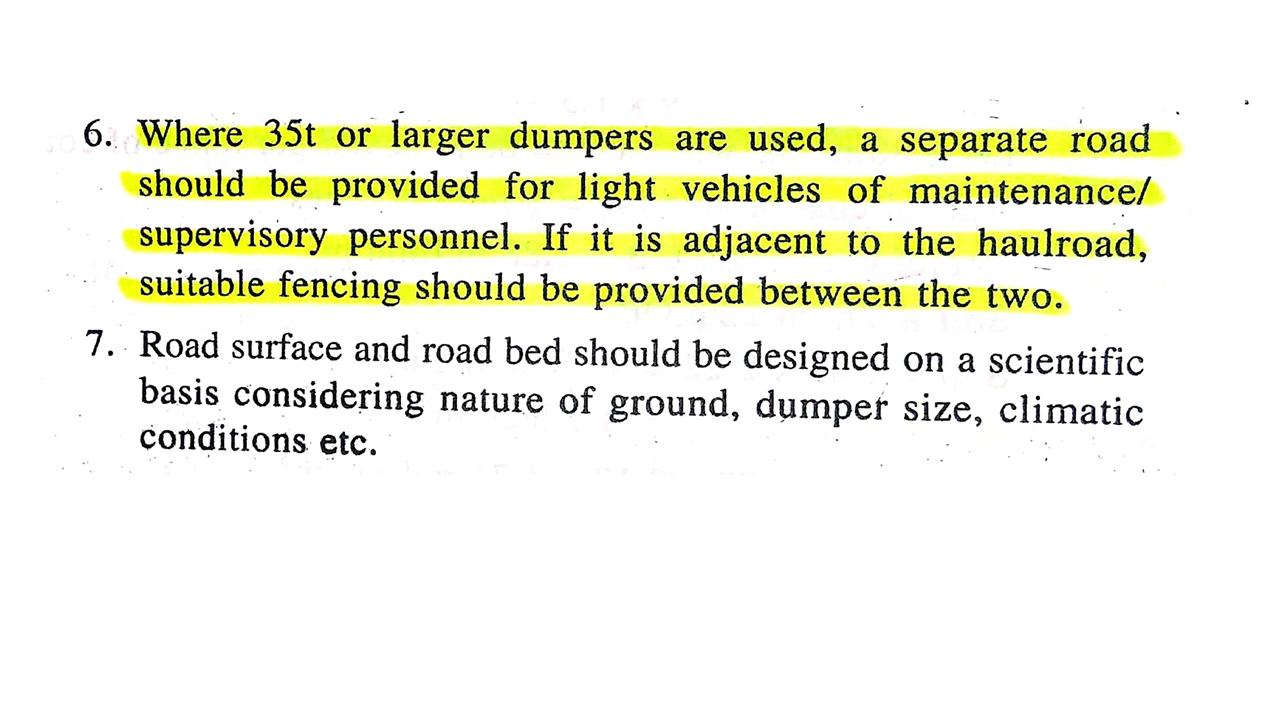 6. Where 35t or larger dumpers are used, a separate road
should be provided for light vehicles of maintenance/
supervisory personnel. If it is adjacent to the haulroad,
suitable fencing should be provided between the two.
7. Road surface and road bed should be designed on a scientific
basis considering nature of ground, dumper size, climatic
conditions etc.